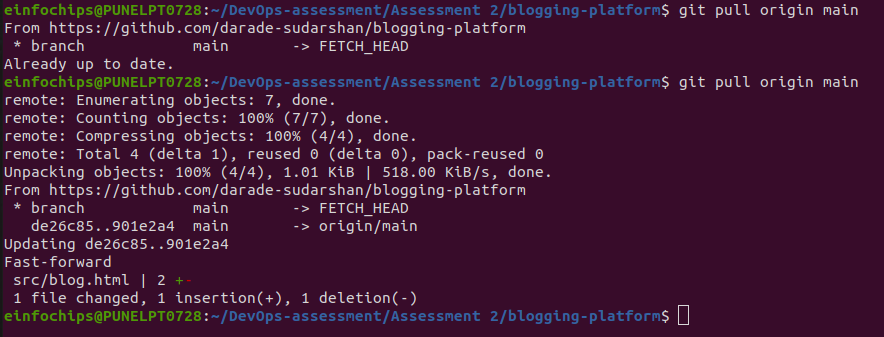 einfochips@PUNELPT0728:~/DevOps-assessment/Assessment 2/blogging-platform$ git pull origin main
From https://github.com/darade-sudarshan/blogging-platform
 * branch            main       -> FETCH_HEAD
Already up to date.
einfochips@PUNELPT0728:~/DevOps-assessment/Assessment 2/blogging-platform$ git pull origin main
remote: Enumerating objects: 7, done.
remote: Counting objects: 100% (7/7), done.
remote: Compressing objects: 100% (4/4), done.
remote: Total 4 (delta 1), reused 0 (delta 0), pack-reused 0
Unpacking objects: 100% (4/4), 1.01 KiB | 518.00 KiB/s, done.
From https://github.com/darade-sudarshan/blogging-platform
 * branch            main       -> FETCH_HEAD
   de26c85..901e2a4  main       -> origin/main
Updating de26c85..901e2a4
Fast-forward
 src/blog.html | 2 +-
 1 file changed, 1 insertion(+), 1 deletion(-)
einfochips@PUNELPT0728:~/DevOps-assessment/Assessment 2/blogging-platform$